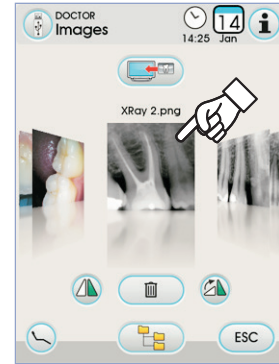 DOCTOR
Images
14
14:25 Jan
i
XRay 2.png
ESC